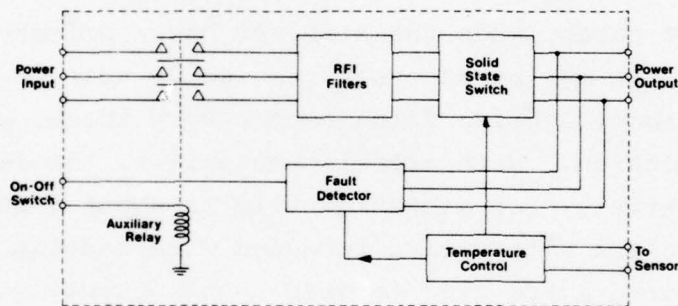 Power
Input
RFI
Filters
Solid
State
Switch
Power
Output
On-Off
Switch
Fault
Detector
Auxiliary
Relay
Temperature
Control
To
Sensor